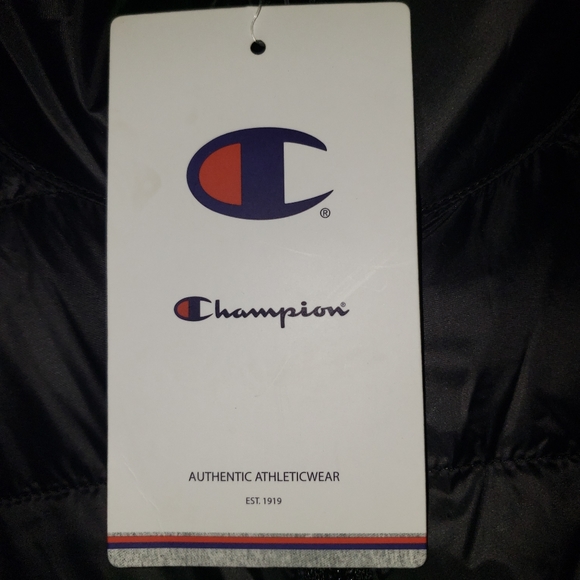 C®
Champion®
AUTHENTIC ATHLETICWEAR
EST. 1919